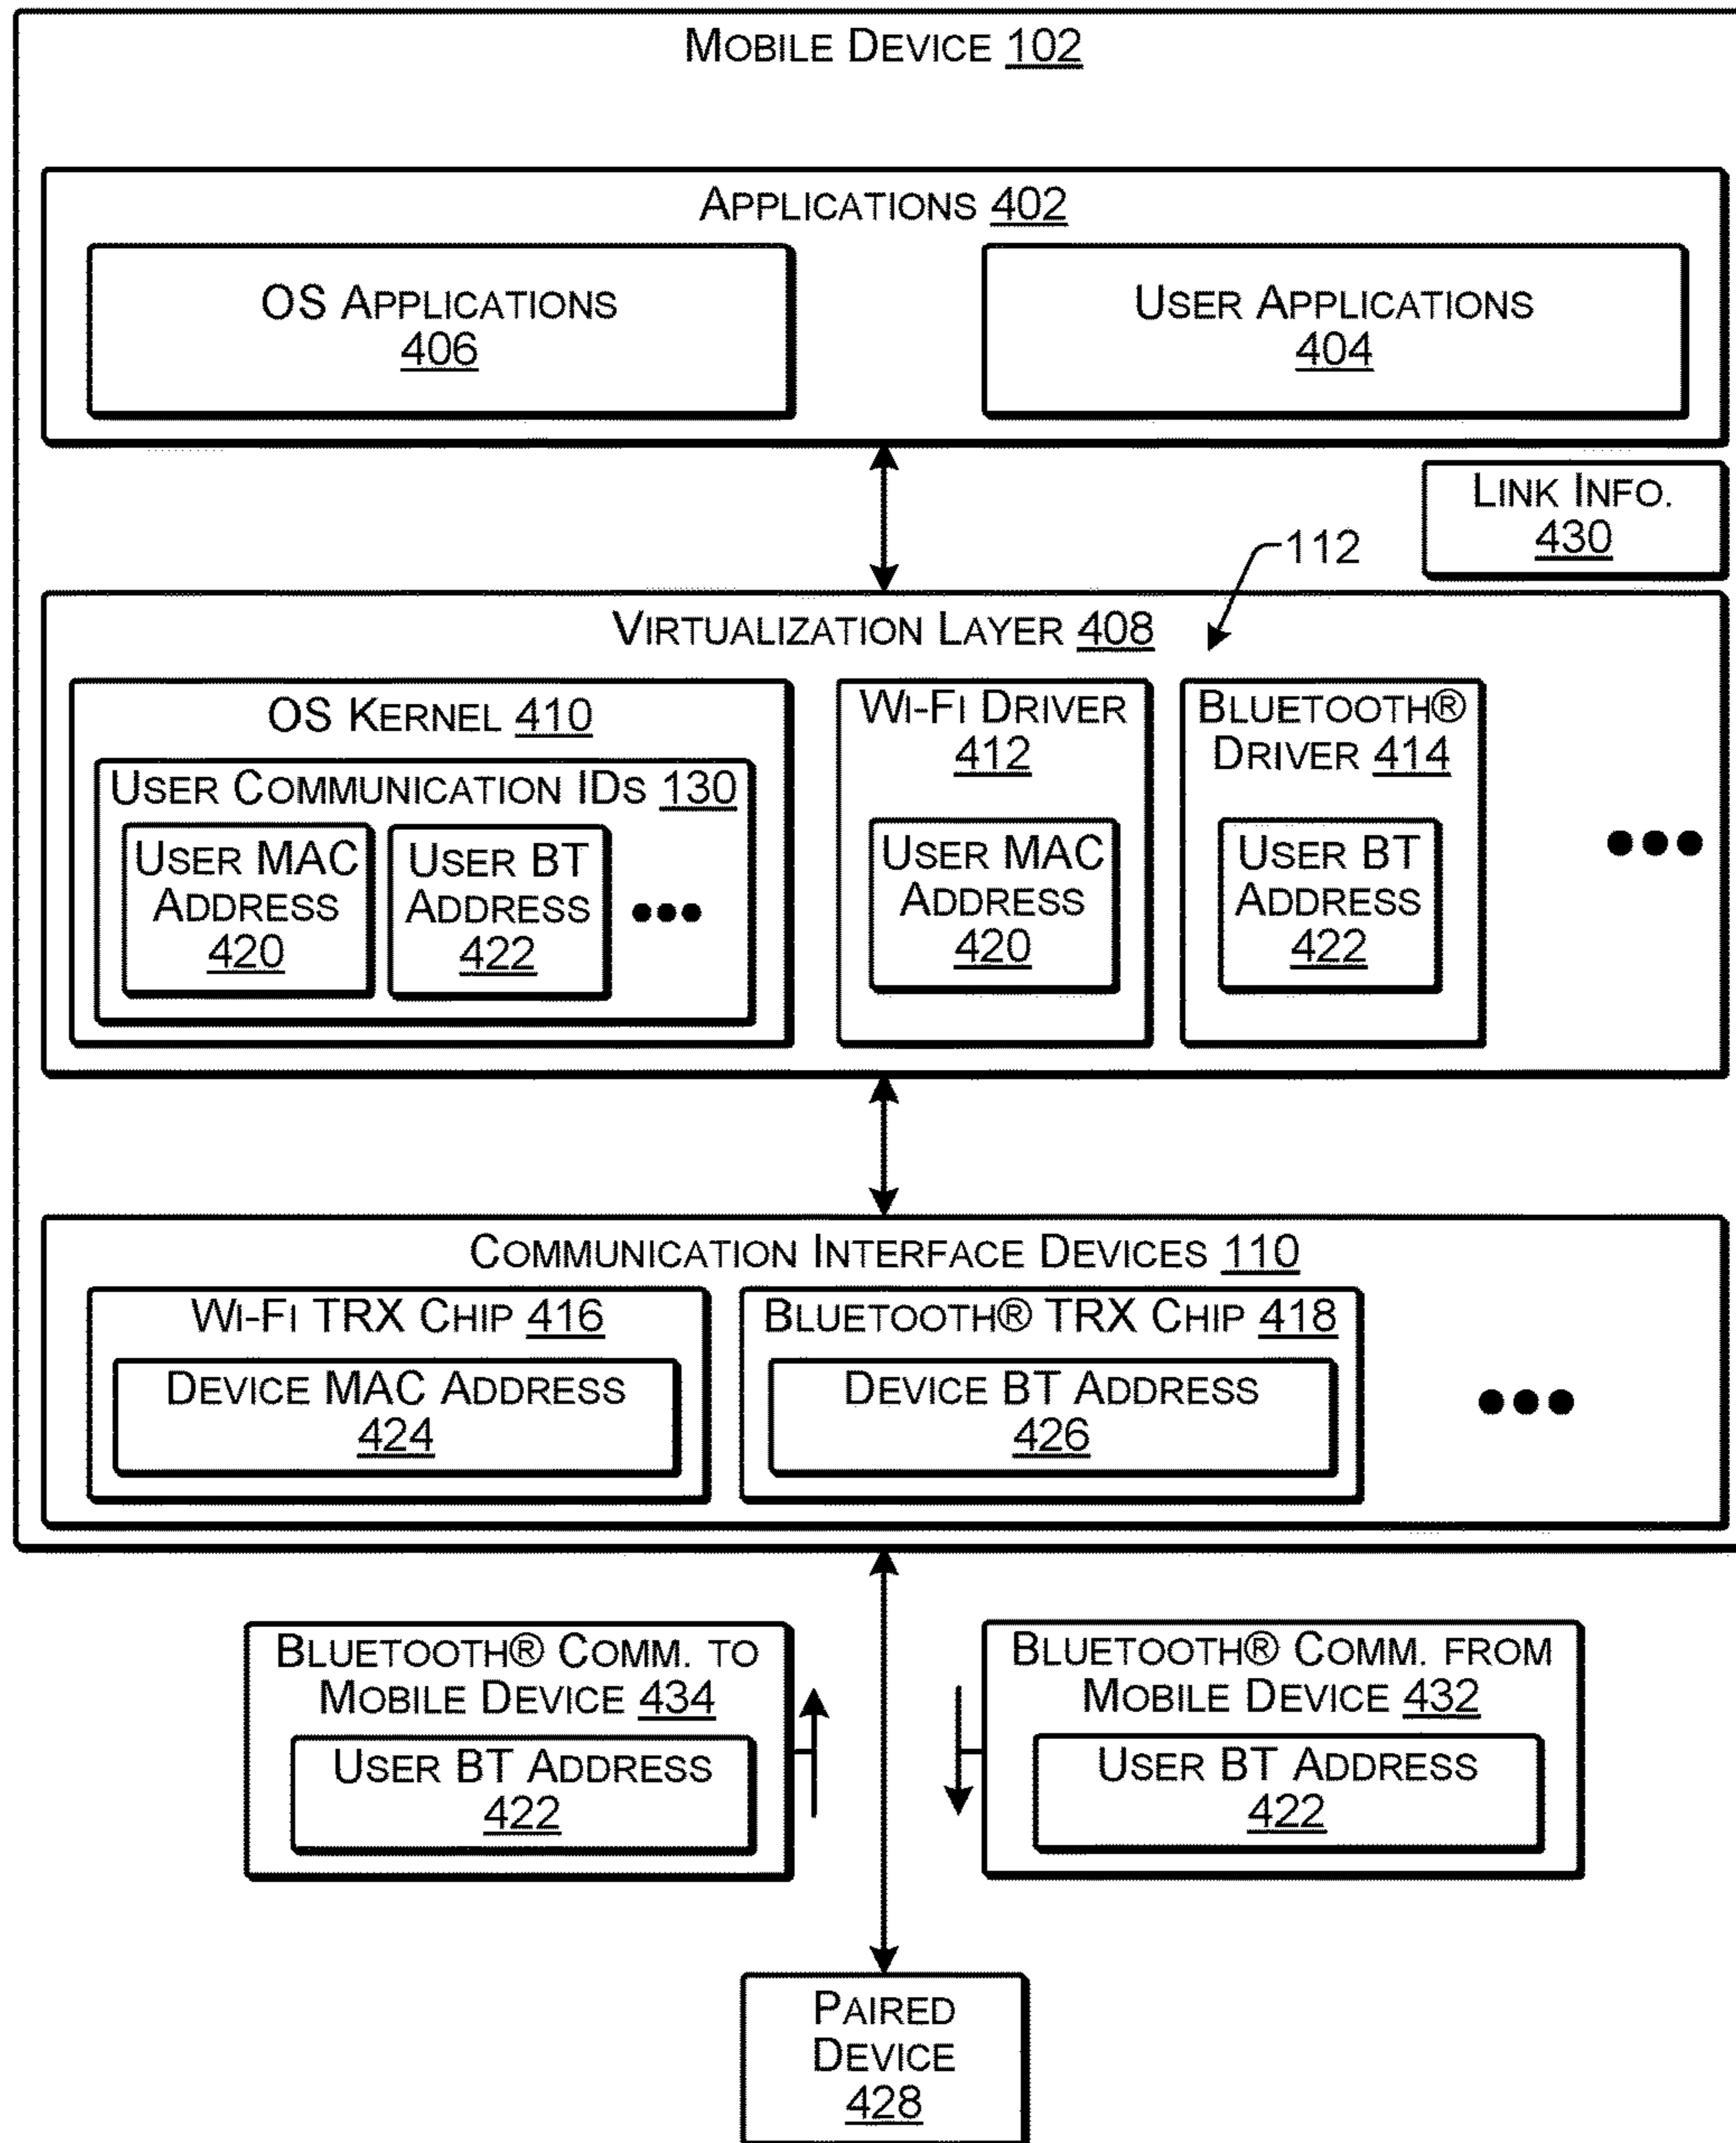 MOBILE DEVICE 102
APPLICATIONS 402
OS APPLICATIONS
406
USER APPLICATIONS
404
LINK INFO.
430
112
VIRTUALIZATION LAYER 408
OS KERNEL 410
USER COMMUNICATION IDS 130
USER MAC
ADDRESS
420
USER BT
ADDRESS
422
WI-FI DRIVER
412
USER MAC
ADDRESS
420
BLUETOOTH®
DRIVER 414
USER BT
ADDRESS
422
COMMUNICATION INTERFACE DEVICES 110
WI-FI TRX CHIP 416
DEVICE MAC ADDRESS
424
BLUETOOTH® TRX CHIP 418
DEVICE BT ADDRESS
426
BLUETOOTH® COMM. TO
MOBILE DEVICE 434
USER BT ADDRESS
422
BLUETOOTH® COMM. FROM
MOBILE DEVICE 432
USER BT ADDRESS
422
PAIRED
DEVICE
428